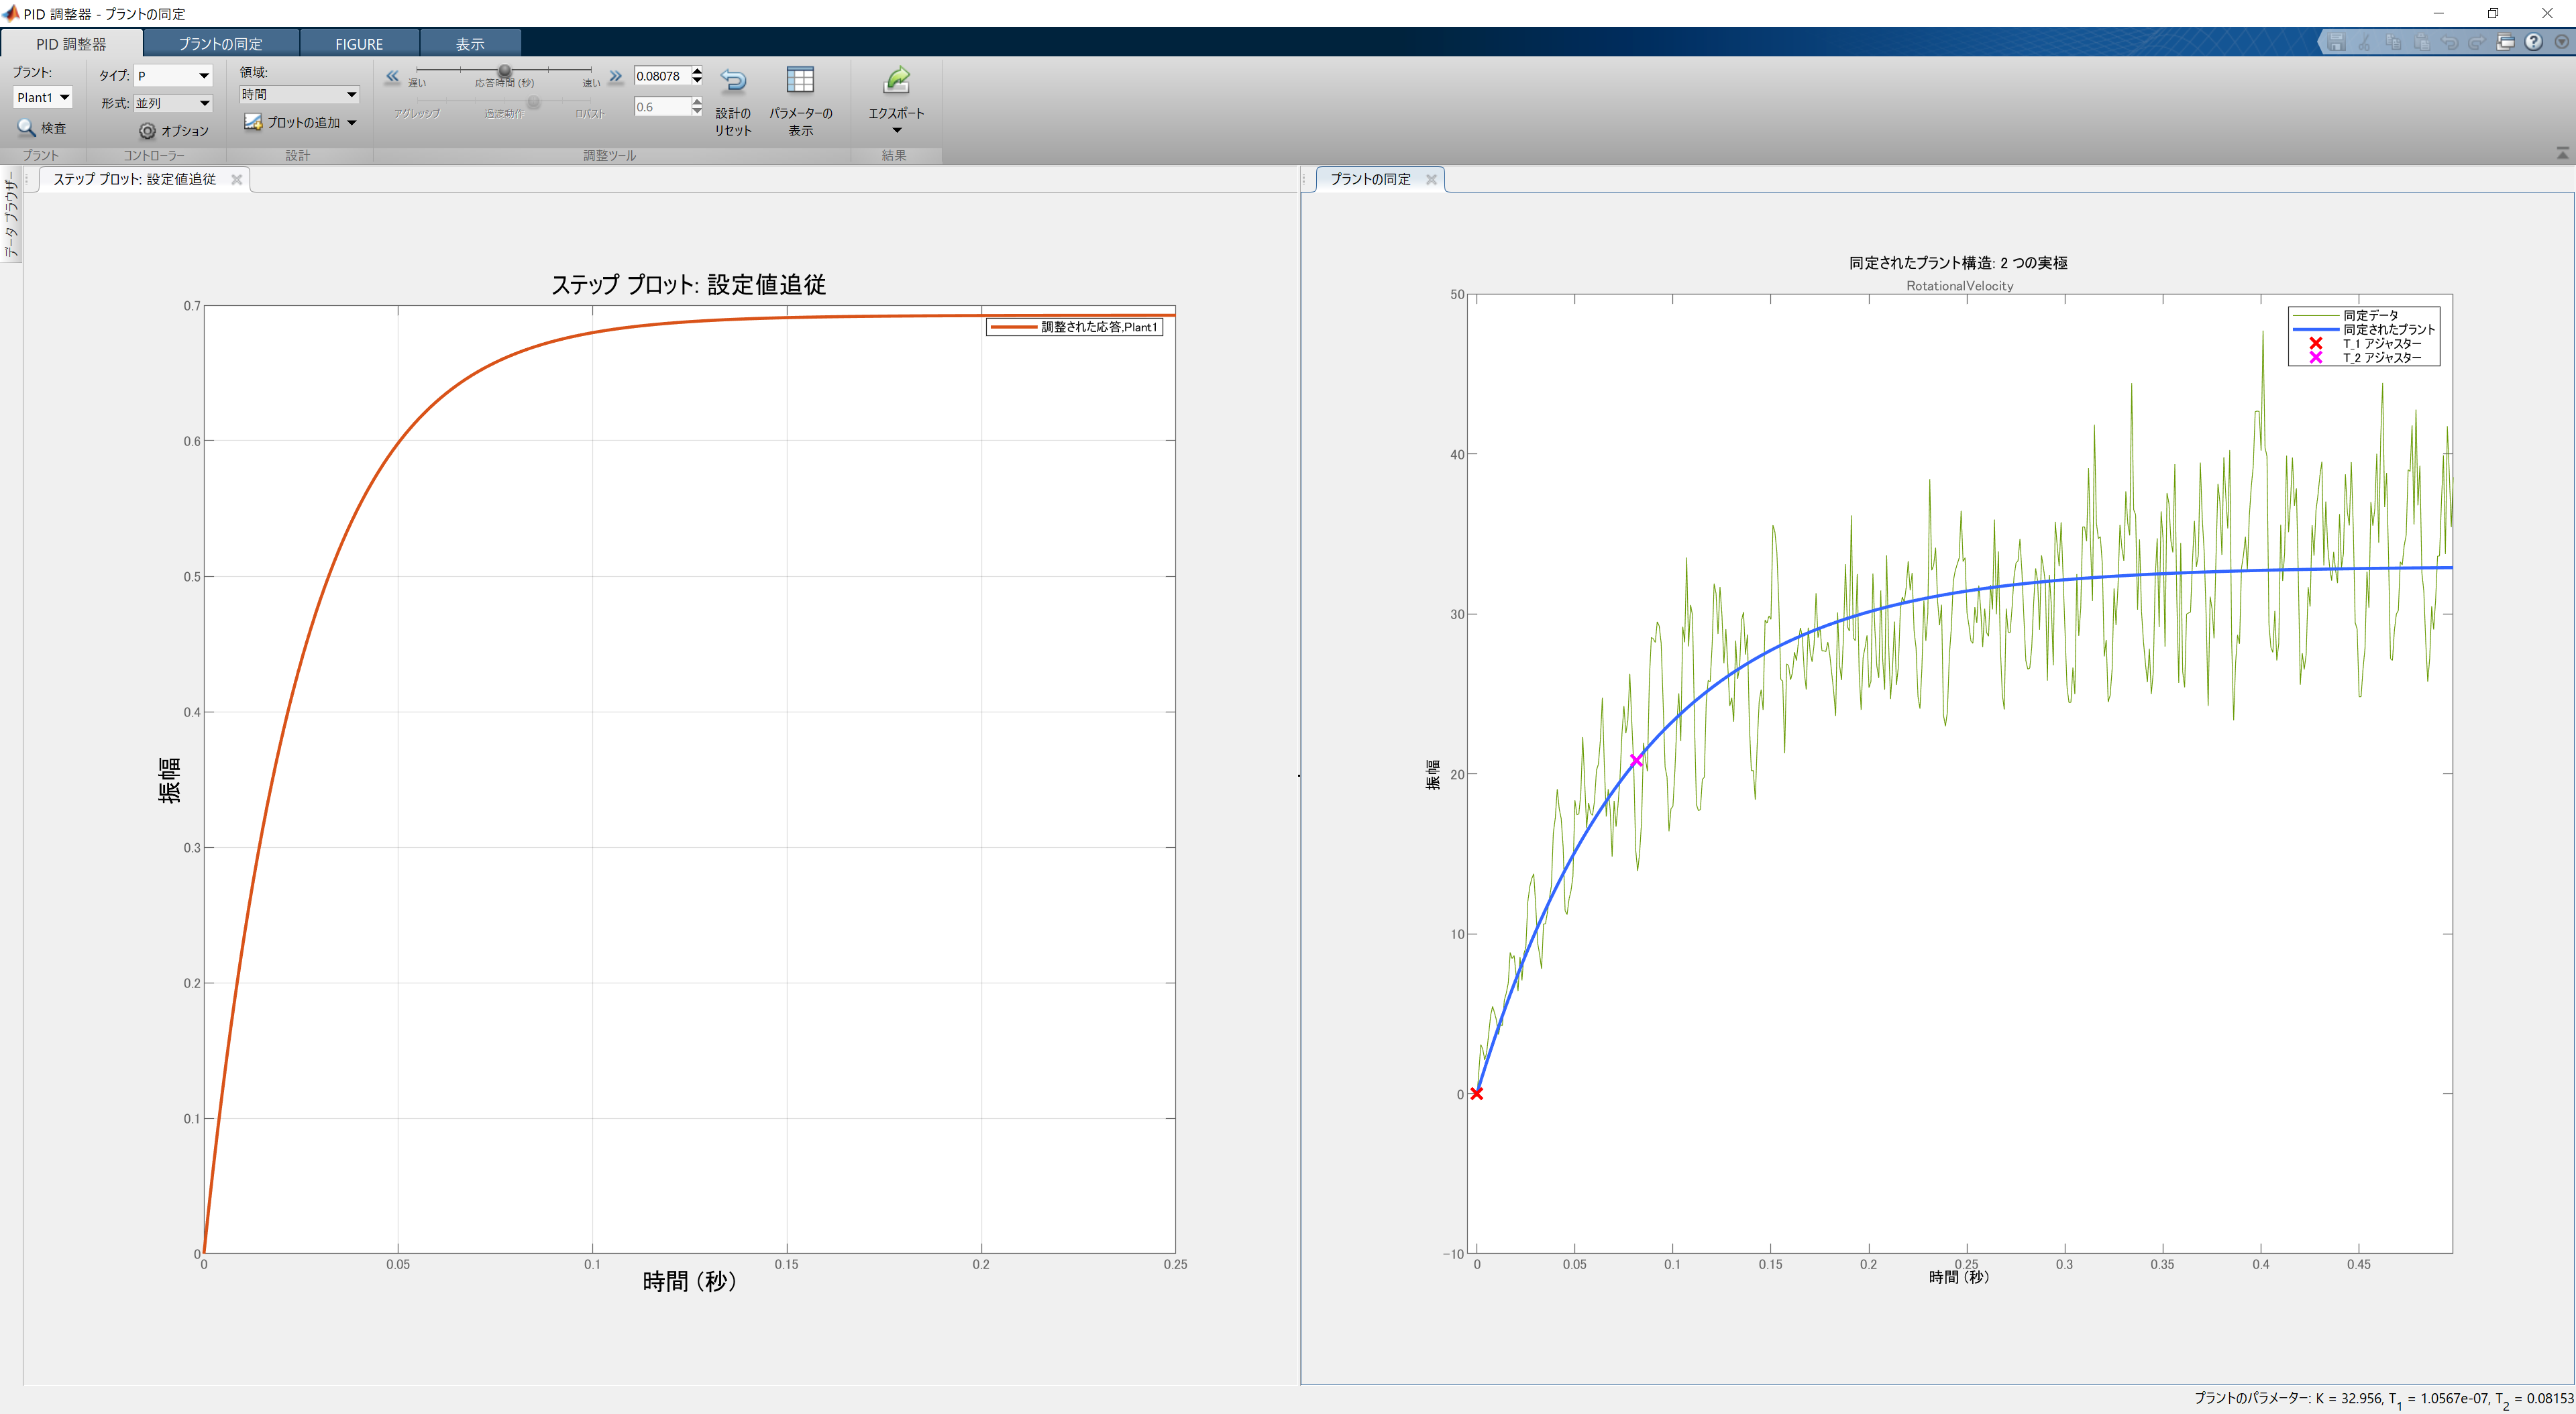 PID 調整器 - プラントの同定
PID 調整器
プラントの同定
FIGURE
表示
プラント:
Plant1
検査
プラント
タイプ: P
形式: 並列
オプション
コントローラー
領域:
時間
プロットの追加
設計
遅い
応答時間 (秒)
速い
0.08078
アグレッシブ
過渡動作
ロバスト
0.6
設計の
リセット
パラメーターの
表示
調整ツール
エクスポート
結果
データ ブラウザー
ステップ プロット: 設定値追従
ステップ プロット: 設定値追従
調整された応答,Plant1
0.7
0.6
0.5
0.4
0.3
0.2
0.1
0
振幅
0
0.05
0.1
0.15
0.2
0.25
時間 (秒)
プラントの同定
同定されたプラント構造: 2 つの実極
RotationalVelocity
同定データ
同定されたプラント
T_1 アジャスター
T_2 アジャスター
50
40
30
20
10
0
-10
振幅
0
0.05
0.1
0.15
0.2
0.25
0.3
0.35
0.4
0.45
時間 (秒)
プラントのパラメーター: K = 32.956, T1 = 1.0567e-07, T2 = 0.08153